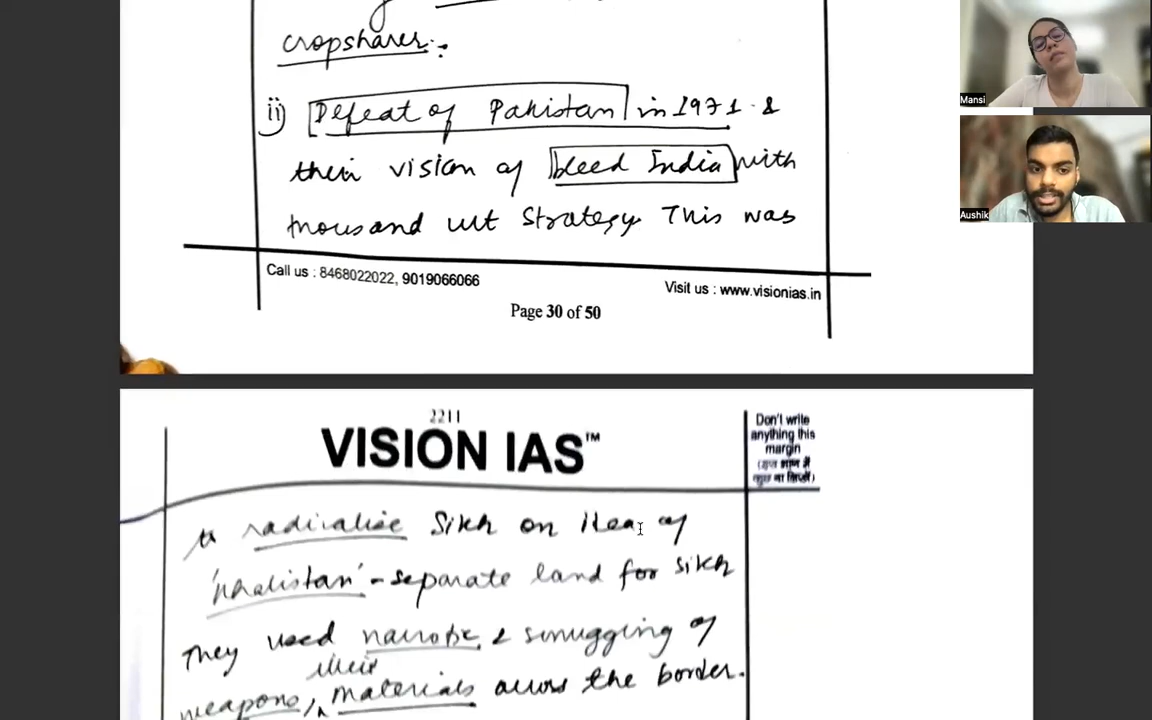 cropsharer :
ii) Defeat of Pakistan in 1971 &
their vision of bleed India with
thousand cut strategy. This was
Call us : 8468022022, 9019066066
Visit us : www.visionias.in
Page 30 of 50
2211
VISION IAS™
Don't write
anything this
margin
(इस भाग में
कुछ ना लिखें)
radicalise Sikh on Idea of
'Khalistan' - separate land for sikh
They used narrotic & smugging of
weapons, their materials across the border.
Mansi
Aushik